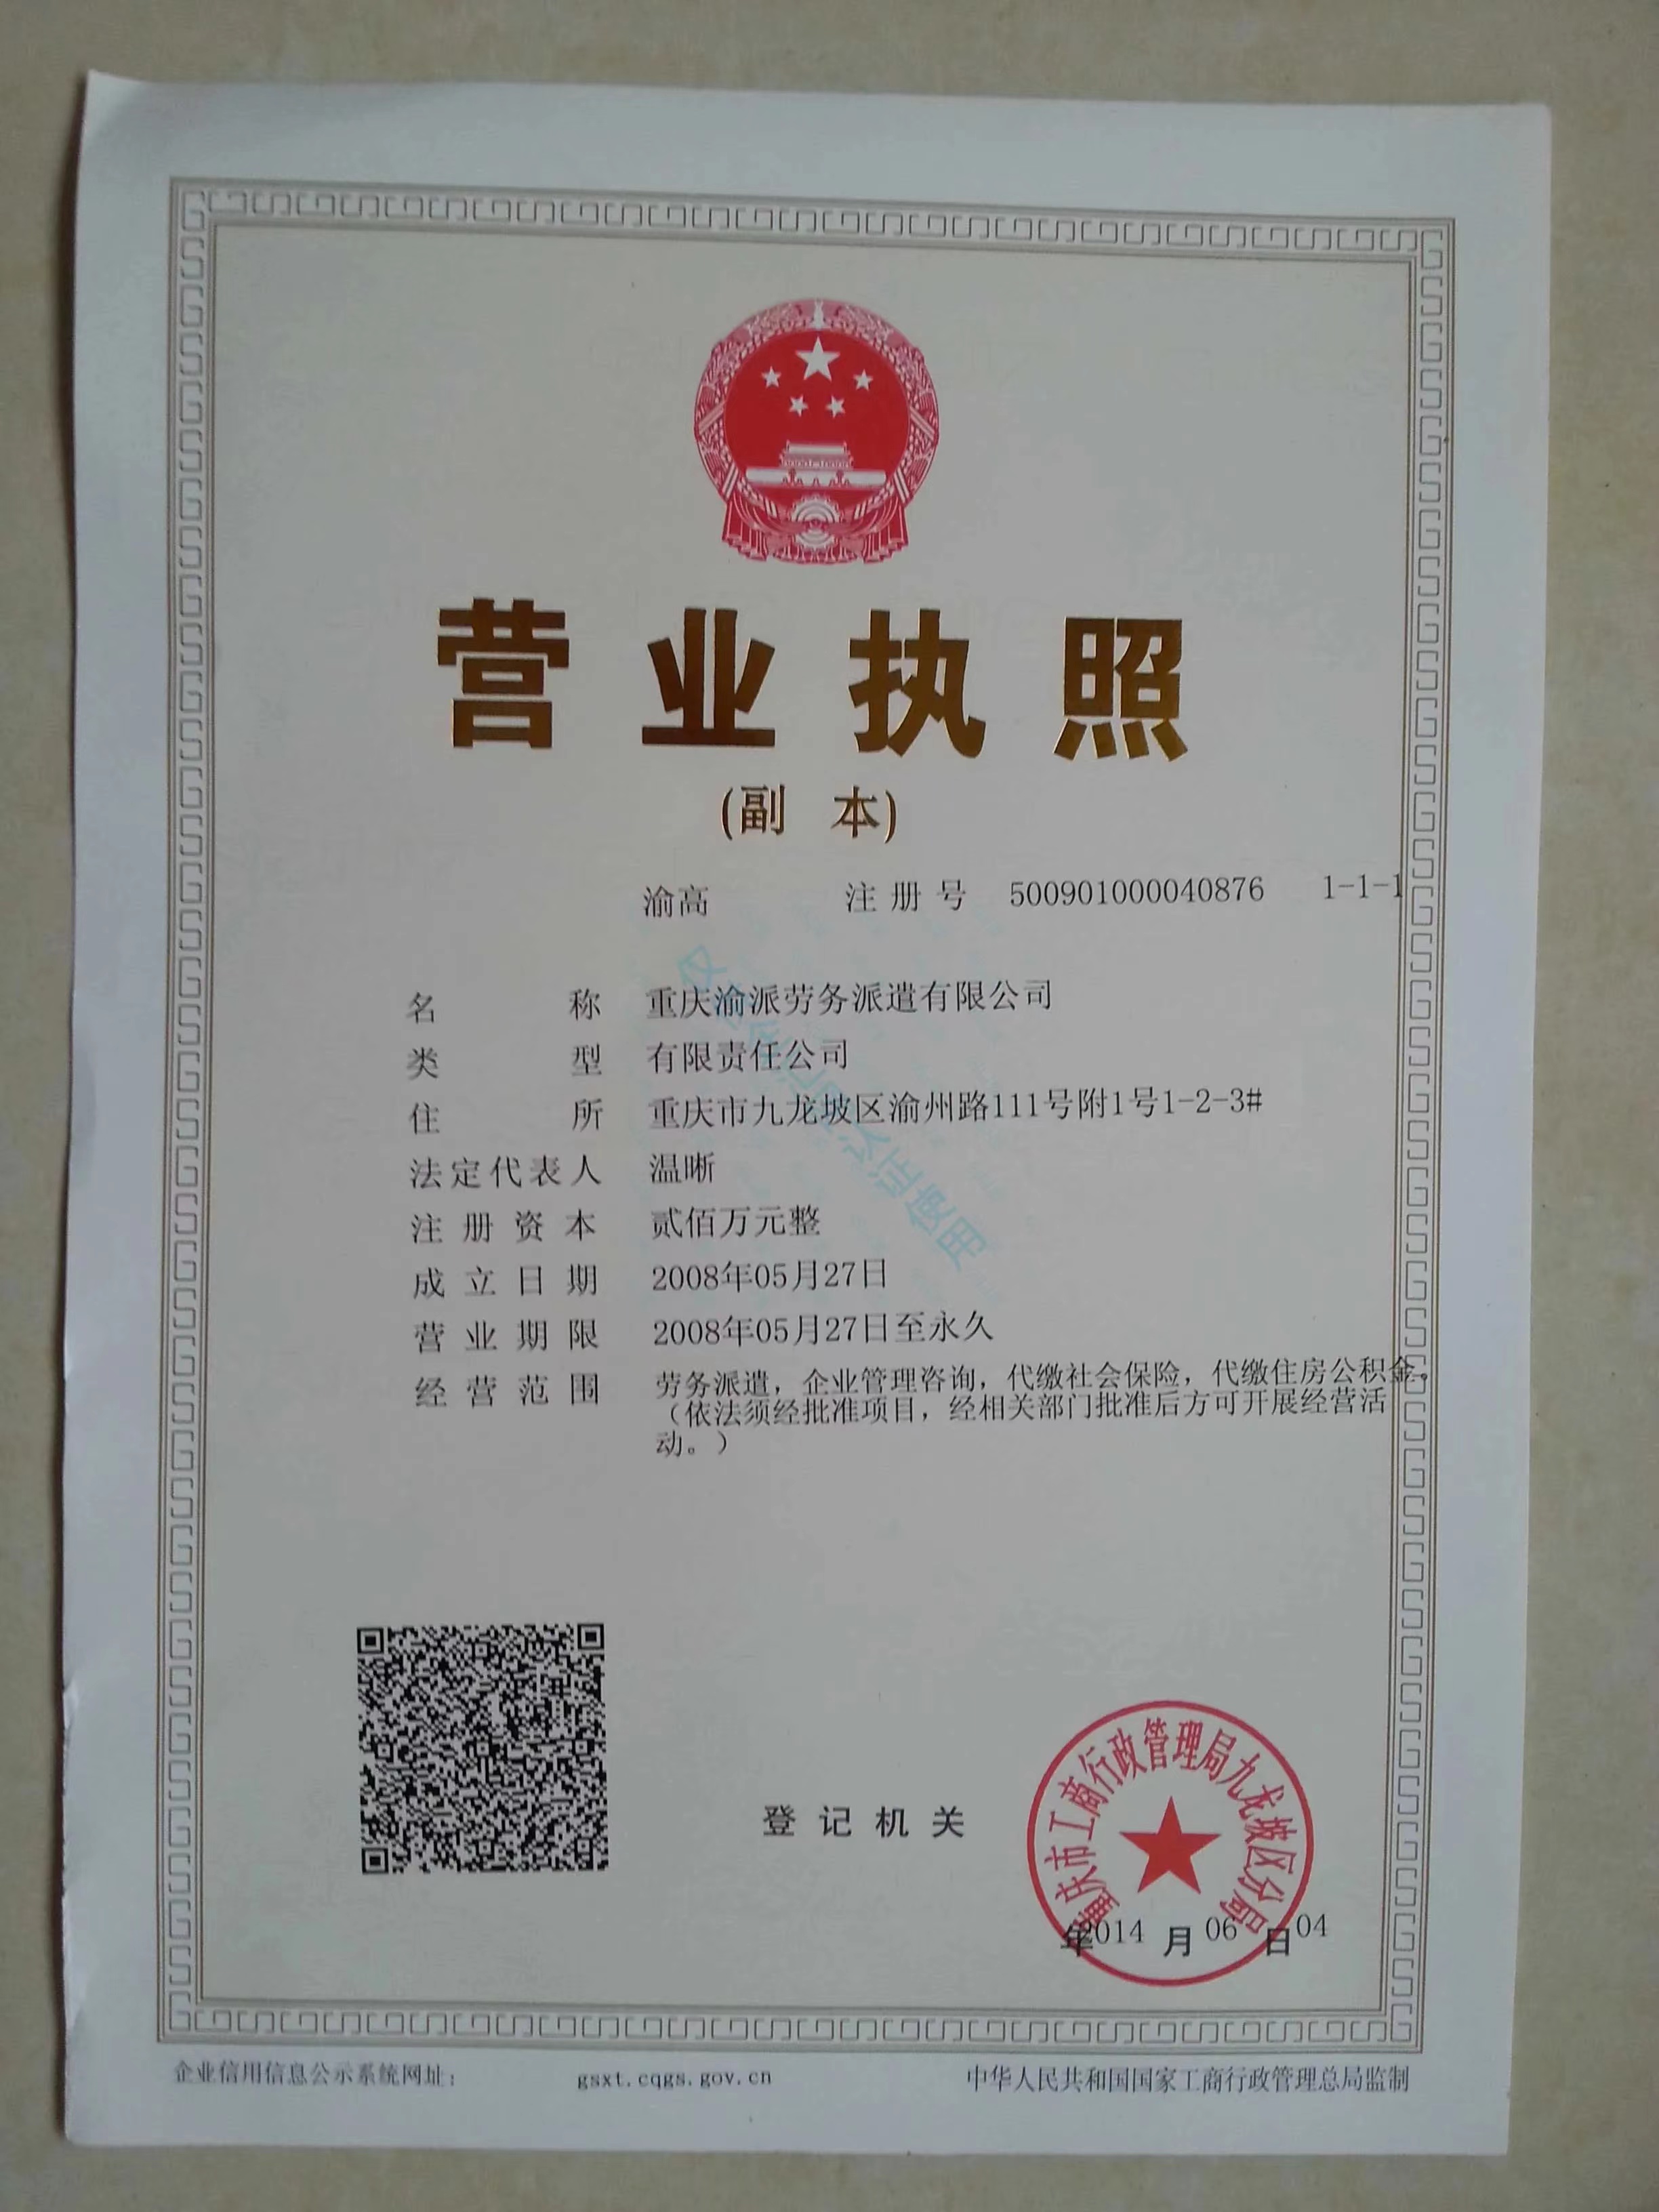 营业执照
(副 本)
渝高 注册号 500901000040876 1-1-1
名称 重庆渝派劳务派遣有限公司
类型 有限责任公司
住所 重庆市九龙坡区渝州路111号附1号1-2-3#
法定代表人 温晰
注册资本 贰佰万元整
成立日期 2008年05月27日
营业期限 2008年05月27日至永久
经营范围 劳务派遣，企业管理咨询，代缴社会保险，代缴住房公积金。
（依法须经批准项目，经相关部门批准后方可开展经营活
动。）
登记机关
重庆市工商行政管理局九龙坡区分局
年2014 月06 日04
企业信用信息公示系统网址： gsxt.cqgs.gov.cn 中华人民共和国国家工商行政管理总局监制